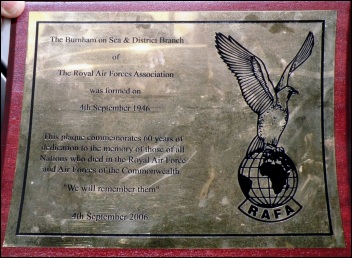 The Burnham on Sea & District Branch
of
The Royal Air Forces Association
was formed on
4th September 1946
This plaque commemorates 60 years of
dedication to the memory of those of all
Nations who died in the Royal Air Force
and Air Forces of the Commonwealth
"We will remember them"
4th September 2006
RAFA